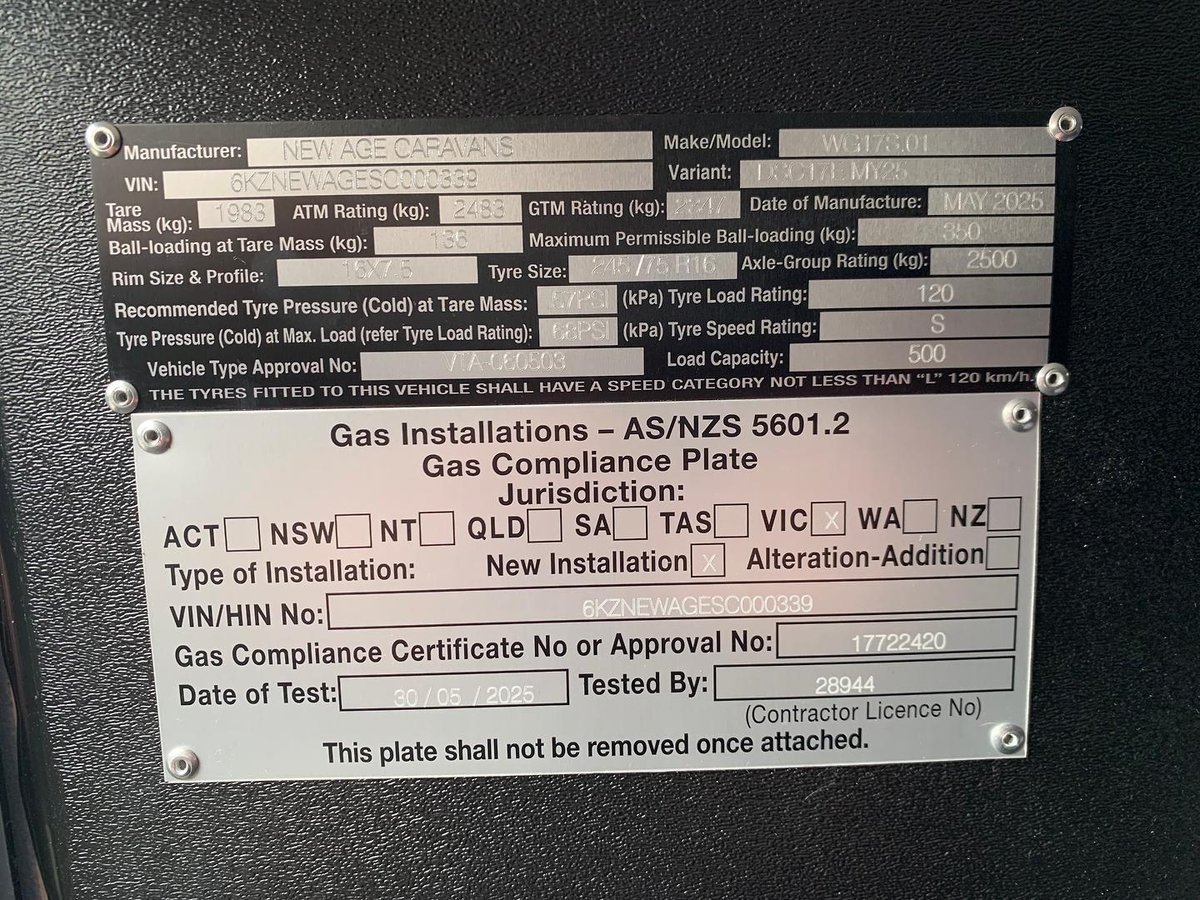 Manufacturer: NEW AGE CARAVANS Make/Model: WG17S.01
VIN: 6KZNEWAGESC000339 Variant: MY25
Tare Mass (kg): 1983 ATM Rating (kg): 2483 GTM Rating (kg): 2347 Date of Manufacture: MAY 2025
Ball-loading at Tare Mass (kg): 136 Maximum Permissible Ball-loading (kg): 350
Rim Size & Profile: 16X7.5 Tyre Size: 245/75 R16 Axle-Group Rating (kg): 2500
Recommended Tyre Pressure (Cold) at Tare Mass: 57PSI (kPa) Tyre Load Rating: 120
Tyre Pressure (Cold) at Max. Load (refer Tyre Load Rating): 68PSI (kPa) Tyre Speed Rating: S
Vehicle Type Approval No: Load Capacity: 500
THE TYRES FITTED TO THIS VEHICLE SHALL HAVE A SPEED CATEGORY NOT LESS THAN “L” 120 km/h.
Gas Installations – AS/NZS 5601.2
Gas Compliance Plate
Jurisdiction:
ACT NSW NT QLD SA TAS VIC X WA NZ
Type of Installation: New Installation X Alteration-Addition
VIN/HIN No: 6KZNEWAGESC000339
Gas Compliance Certificate No or Approval No: 17722420
Date of Test: 30 / 05 / 2025 Tested By: 28944
(Contractor Licence No)
This plate shall not be removed once attached.